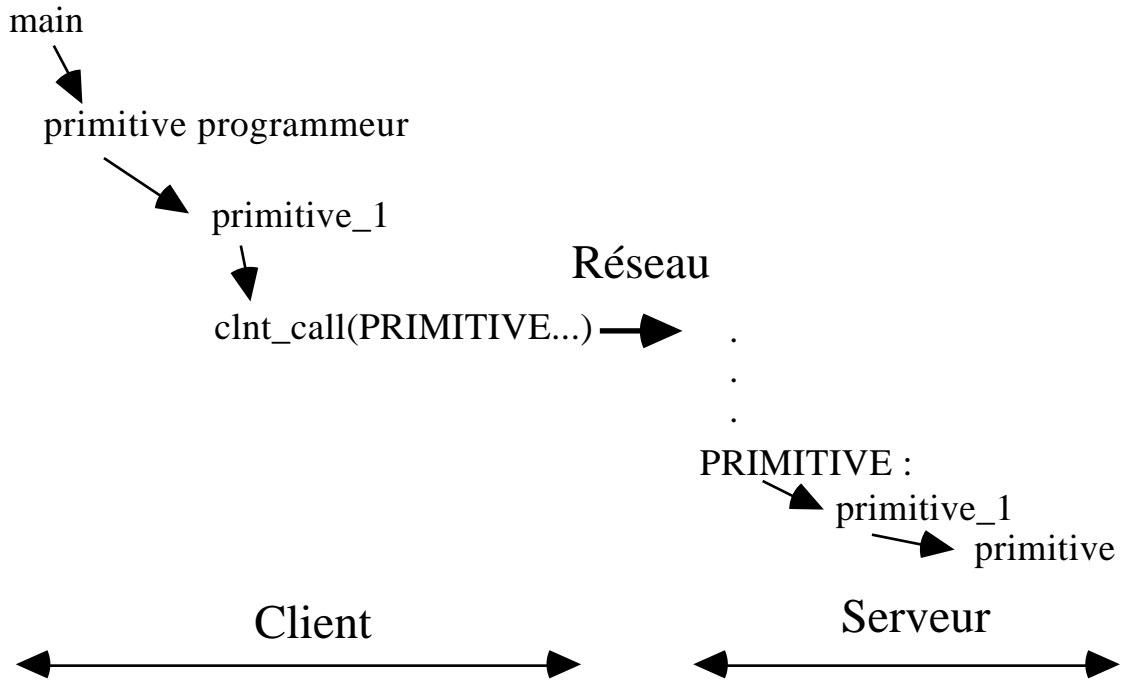 main
primitive programmeur
primitive_1
Réseau
clnt_call(PRIMITIVE...)
.
.
.
PRIMITIVE :
primitive_1
primitive
Client
Serveur